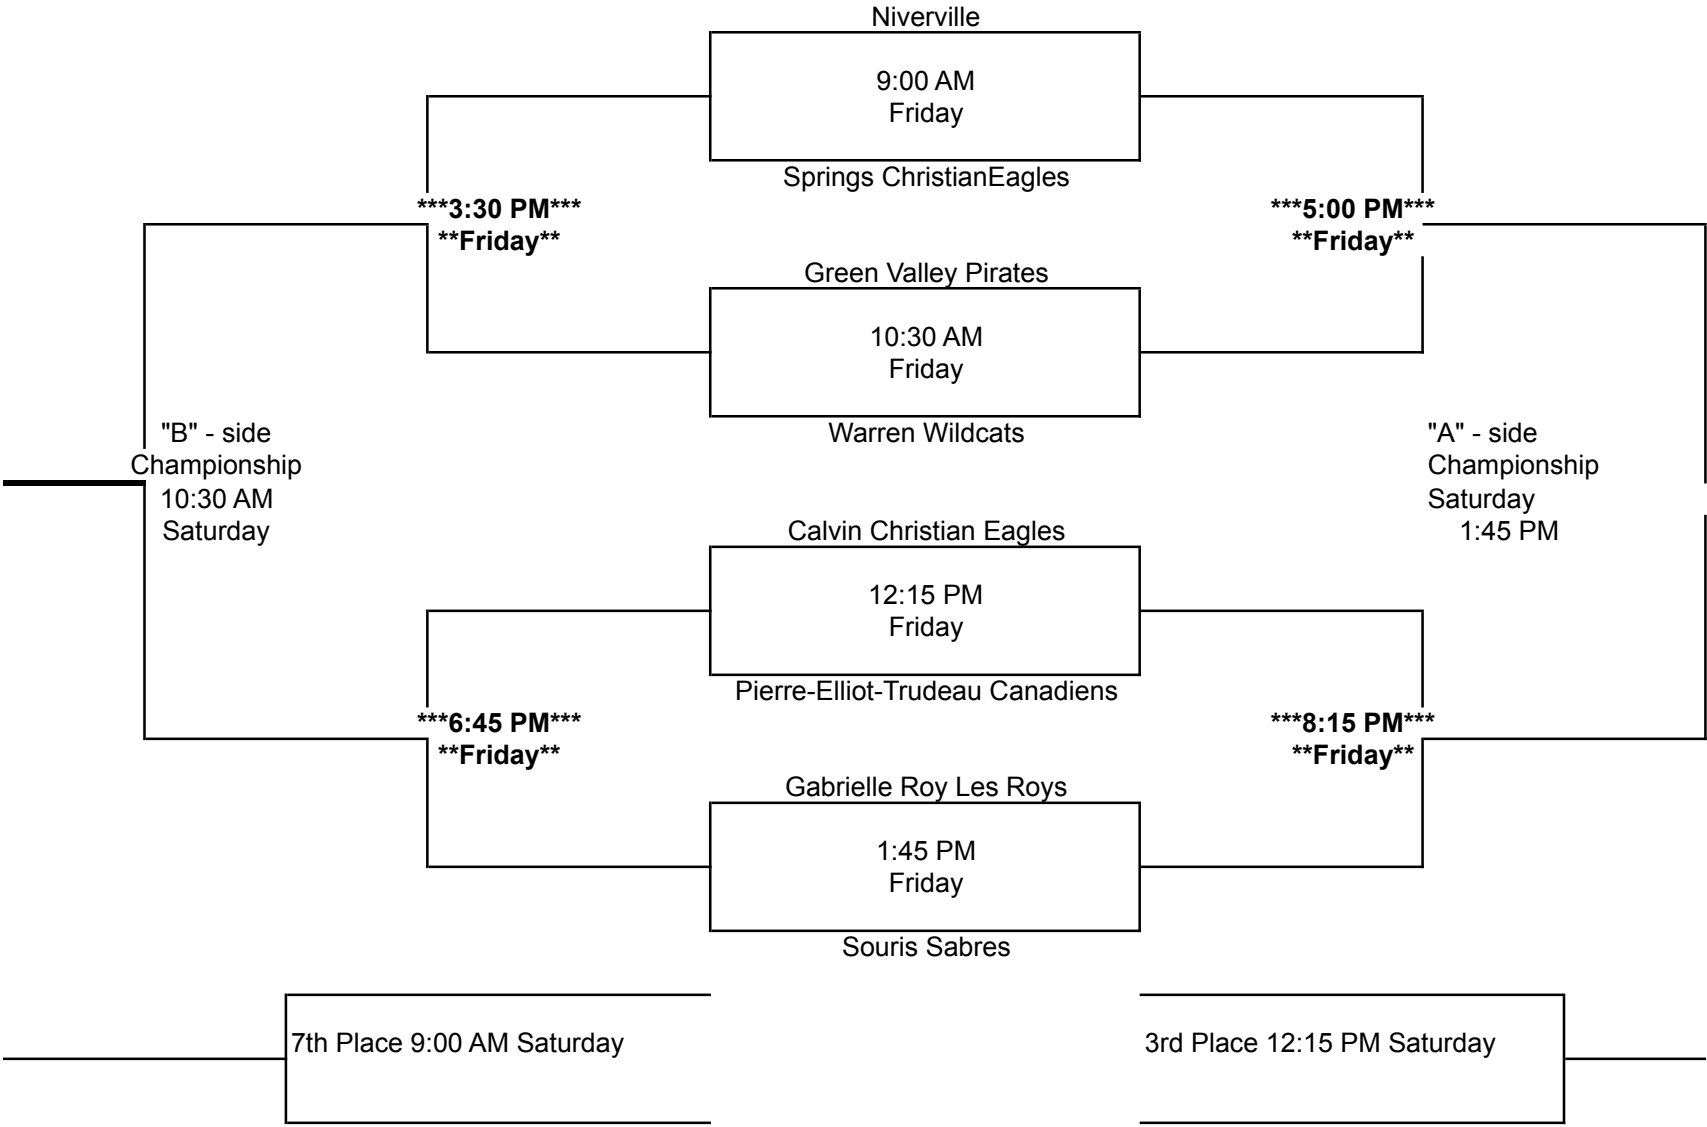 Niverville
9:00 AM
Friday
Springs ChristianEagles
***3:30 PM***
**Friday**
***5:00 PM***
**Friday**
Green Valley Pirates
10:30 AM
Friday
Warren Wildcats
"B" - side
Championship
10:30 AM
Saturday
"A" - side
Championship
Saturday
1:45 PM
Calvin Christian Eagles
12:15 PM
Friday
Pierre-Elliot-Trudeau Canadiens
***6:45 PM***
**Friday**
***8:15 PM***
**Friday**
Gabrielle Roy Les Roys
1:45 PM
Friday
Souris Sabres
7th Place 9:00 AM Saturday
3rd Place 12:15 PM Saturday